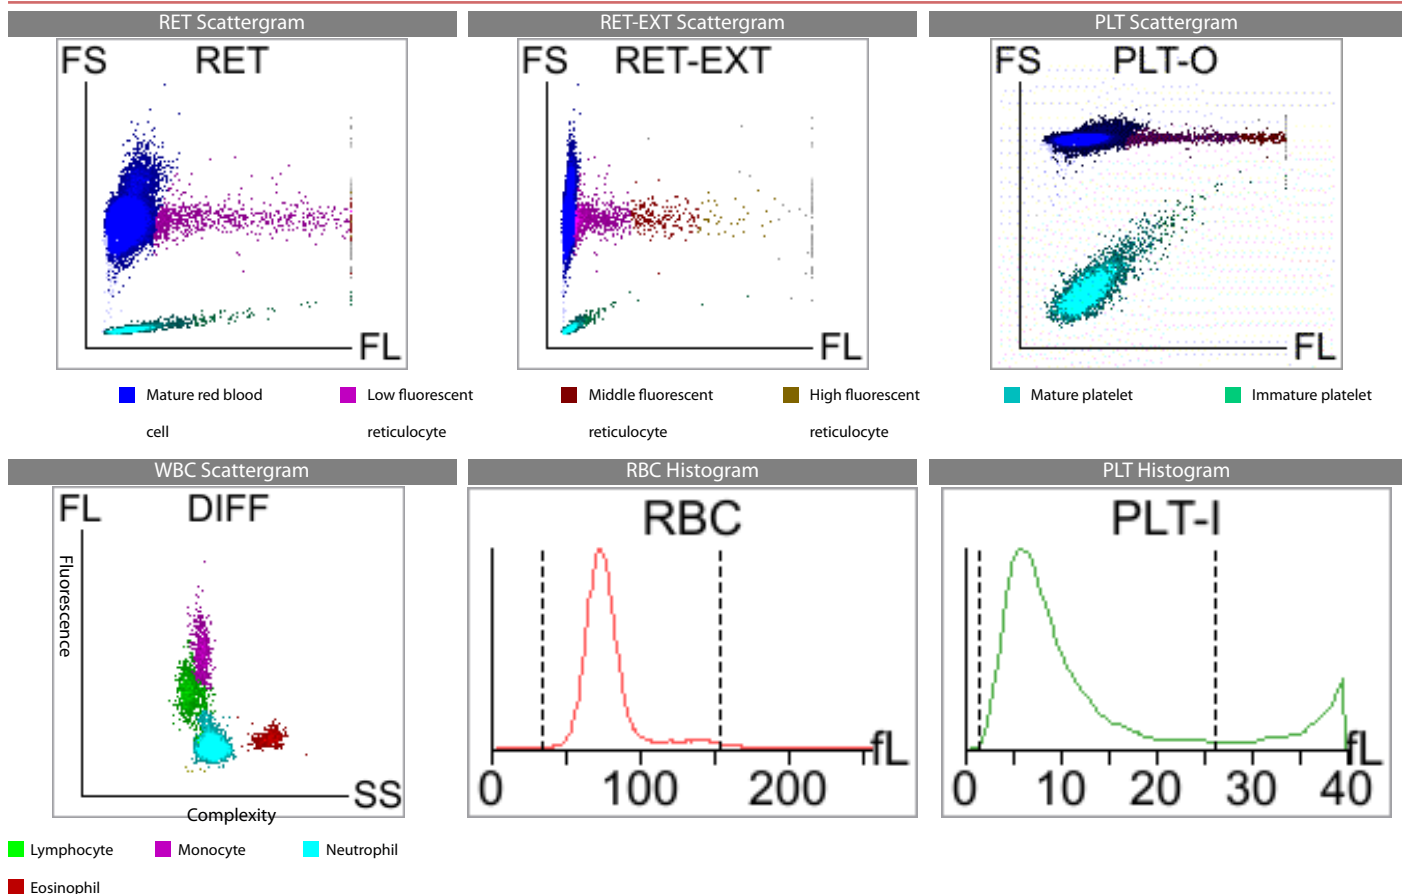 RET Scattergram
RET-EXT Scattergram
PLT Scattergram
FS RET
FL
FS RET-EXT
FL
FS PLT-O
FL
Mature red blood cell
Low fluorescent reticulocyte
Middle fluorescent reticulocyte
High fluorescent reticulocyte
Mature platelet
Immature platelet
WBC Scattergram
RBC Histogram
PLT Histogram
FL DIFF
Fluorescence
SS
Complexity
RBC
fL
0 100 200
PLT-I
fL
0 10 20 30 40
Lymphocyte
Monocyte
Neutrophil
Eosinophil